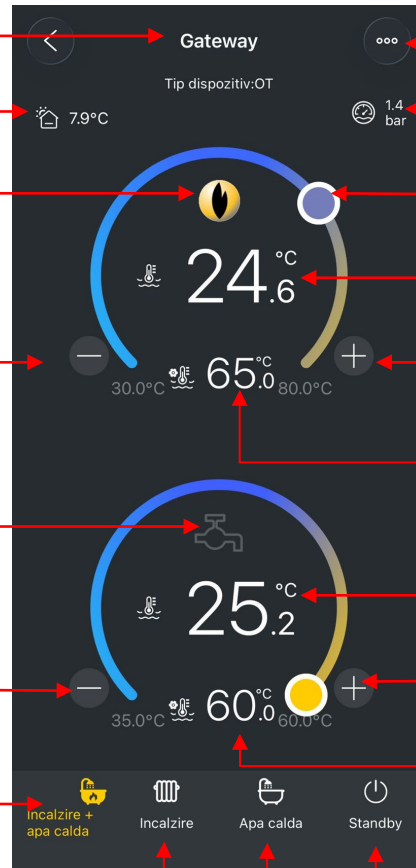 Gateway
Tip dispozitiv:OT
7.9°C
1.4
bar
24.6 °C
30.0°C
65.0 °C
80.0°C
25.2 °C
35.0°C
60.0 °C
60.0°C
Incalzire +
apa calda
Incalzire
Apa calda
Standby